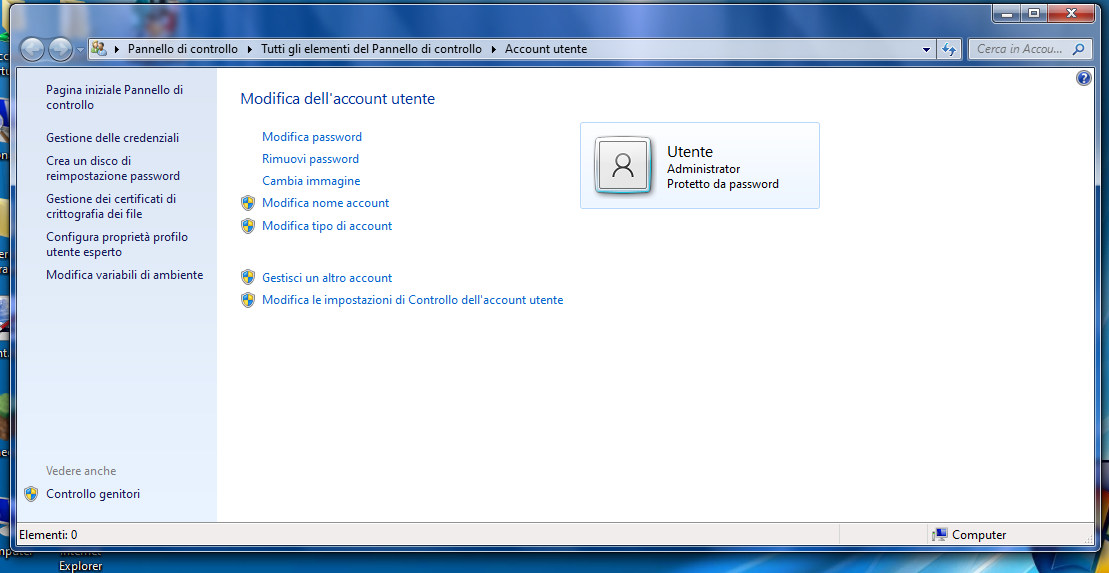 Pannello di controllo
Tutti gli elementi del Pannello di controllo
Account utente
Cerca in Accou...
Pagina iniziale Pannello di
controllo
Gestione delle credenziali
Crea un disco di
reimpostazione password
Gestione dei certificati di
crittografia dei file
Configura proprietà profilo
utente esperto
Modifica variabili di ambiente
Vedere anche
Controllo genitori
Modifica dell'account utente
Modifica password
Rimuovi password
Cambia immagine
Modifica nome account
Modifica tipo di account
Gestisci un altro account
Modifica le impostazioni di Controllo dell'account utente
Utente
Administrator
Protetto da password
Elementi: 0
Computer
Internet
Explorer